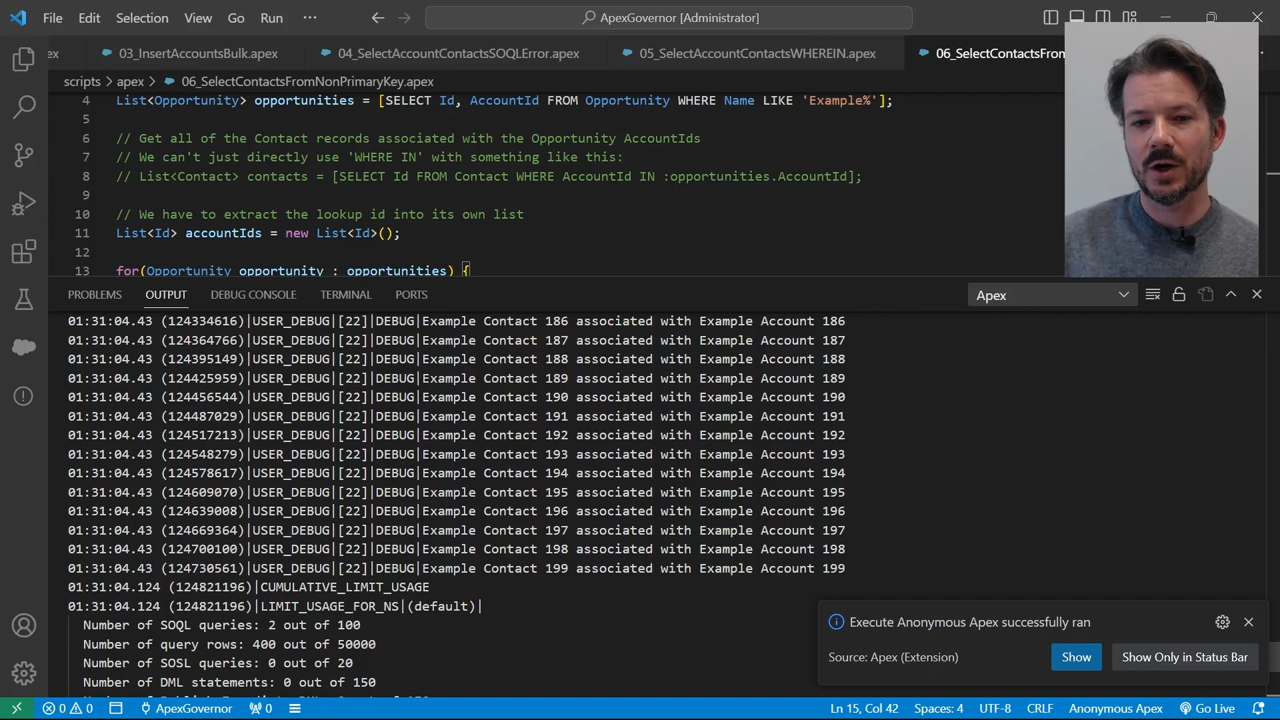 File Edit Selection View Go Run ··· ApexGovernor [Administrator]
ex 03_InsertAccountsBulk.apex 04_SelectAccountContactsSOQLError.apex 05_SelectAccountContactsWHEREIN.apex 06_SelectContactsFrom
scripts > apex > 06_SelectContactsFromNonPrimaryKey.apex
4 List<Opportunity> opportunities = [SELECT Id, AccountId FROM Opportunity WHERE Name LIKE 'Example%'];
5
6 // Get all of the Contact records associated with the Opportunity AccountIds
7 // We can't just directly use 'WHERE IN' with something like this:
8 // List<Contact> contacts = [SELECT Id FROM Contact WHERE AccountId IN :opportunities.AccountId];
9
10 // We have to extract the lookup id into its own list
11 List<Id> accountIds = new List<Id>();
12
13 for(Opportunity opportunity : opportunities) {
PROBLEMS OUTPUT DEBUG CONSOLE TERMINAL PORTS Apex
01:31:04.43 (124334616)|USER_DEBUG|[22]|DEBUG|Example Contact 186 associated with Example Account 186
01:31:04.43 (124364766)|USER_DEBUG|[22]|DEBUG|Example Contact 187 associated with Example Account 187
01:31:04.43 (124395149)|USER_DEBUG|[22]|DEBUG|Example Contact 188 associated with Example Account 188
01:31:04.43 (124425959)|USER_DEBUG|[22]|DEBUG|Example Contact 189 associated with Example Account 189
01:31:04.43 (124456544)|USER_DEBUG|[22]|DEBUG|Example Contact 190 associated with Example Account 190
01:31:04.43 (124487029)|USER_DEBUG|[22]|DEBUG|Example Contact 191 associated with Example Account 191
01:31:04.43 (124517213)|USER_DEBUG|[22]|DEBUG|Example Contact 192 associated with Example Account 192
01:31:04.43 (124548279)|USER_DEBUG|[22]|DEBUG|Example Contact 193 associated with Example Account 193
01:31:04.43 (124578617)|USER_DEBUG|[22]|DEBUG|Example Contact 194 associated with Example Account 194
01:31:04.43 (124609070)|USER_DEBUG|[22]|DEBUG|Example Contact 195 associated with Example Account 195
01:31:04.43 (124639008)|USER_DEBUG|[22]|DEBUG|Example Contact 196 associated with Example Account 196
01:31:04.43 (124669364)|USER_DEBUG|[22]|DEBUG|Example Contact 197 associated with Example Account 197
01:31:04.43 (124700100)|USER_DEBUG|[22]|DEBUG|Example Contact 198 associated with Example Account 198
01:31:04.43 (124730561)|USER_DEBUG|[22]|DEBUG|Example Contact 199 associated with Example Account 199
01:31:04.124 (124821196)|CUMULATIVE_LIMIT_USAGE
01:31:04.124 (124821196)|LIMIT_USAGE_FOR_NS|(default)|
Number of SOQL queries: 2 out of 100
Number of query rows: 400 out of 50000
Number of SOSL queries: 0 out of 20
Number of DML statements: 0 out of 150
Execute Anonymous Apex successfully ran
Source: Apex (Extension) Show Show Only in Status Bar
0 0 ApexGovernor 0 Ln 15, Col 42 Spaces: 4 UTF-8 CRLF Anonymous Apex Go Live